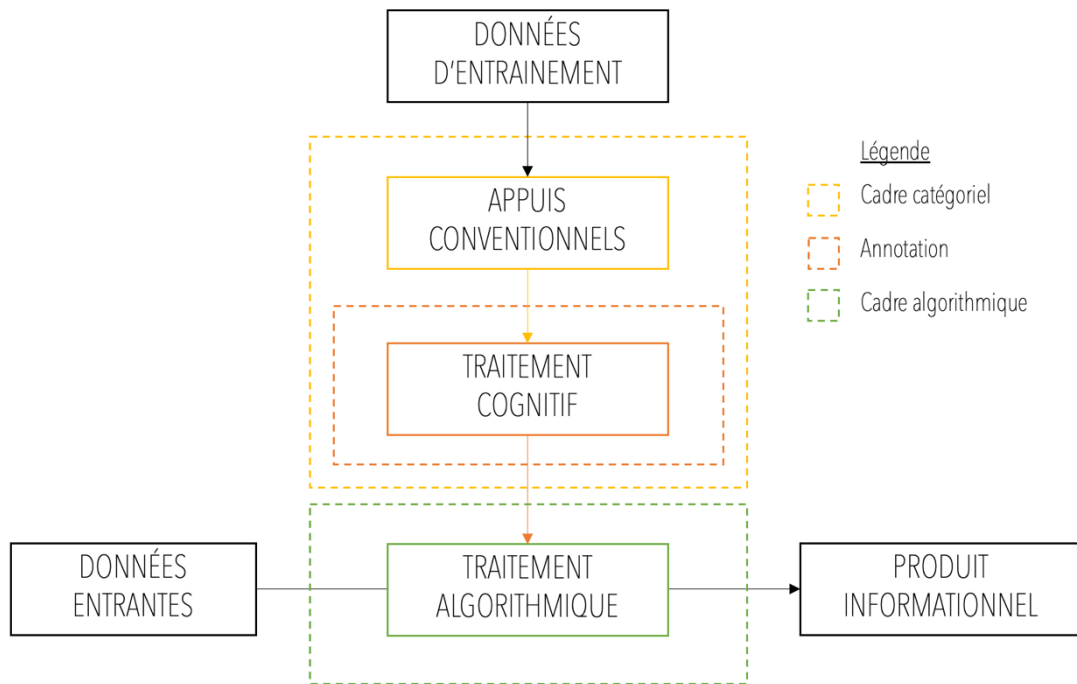 DONNÉES
D'ENTRAINEMENT
Légende
APPUIS
CONVENTIONNELS
Cadre catégoriel
Annotation
Cadre algorithmique
TRAITEMENT
COGNITIF
DONNÉES
ENTRANTES
TRAITEMENT
ALGORITHMIQUE
PRODUIT
INFORMATIONNEL